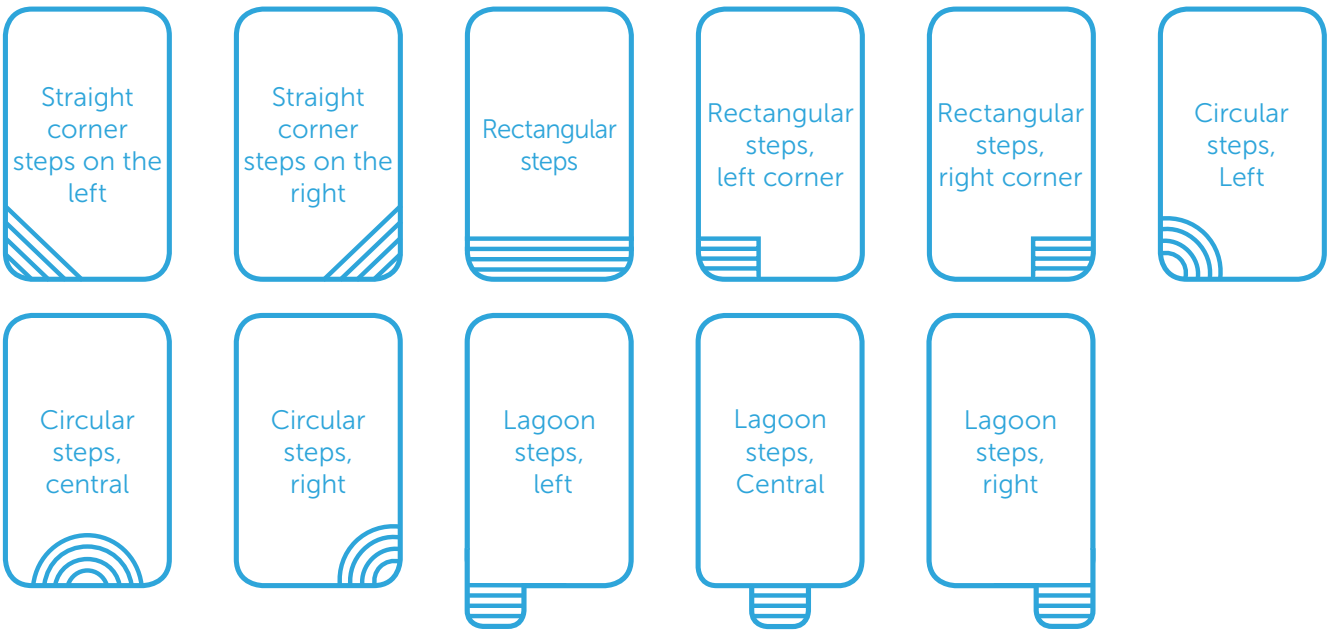 Straight
corner
steps on the
left
Straight
corner
steps on the
right
Rectangular
steps
Rectangular
steps,
left corner
Rectangular
steps,
right corner
Circular
steps,
Left
Circular
steps,
central
Circular
steps,
right
Lagoon
steps,
left
Lagoon
steps,
Central
Lagoon
steps,
right